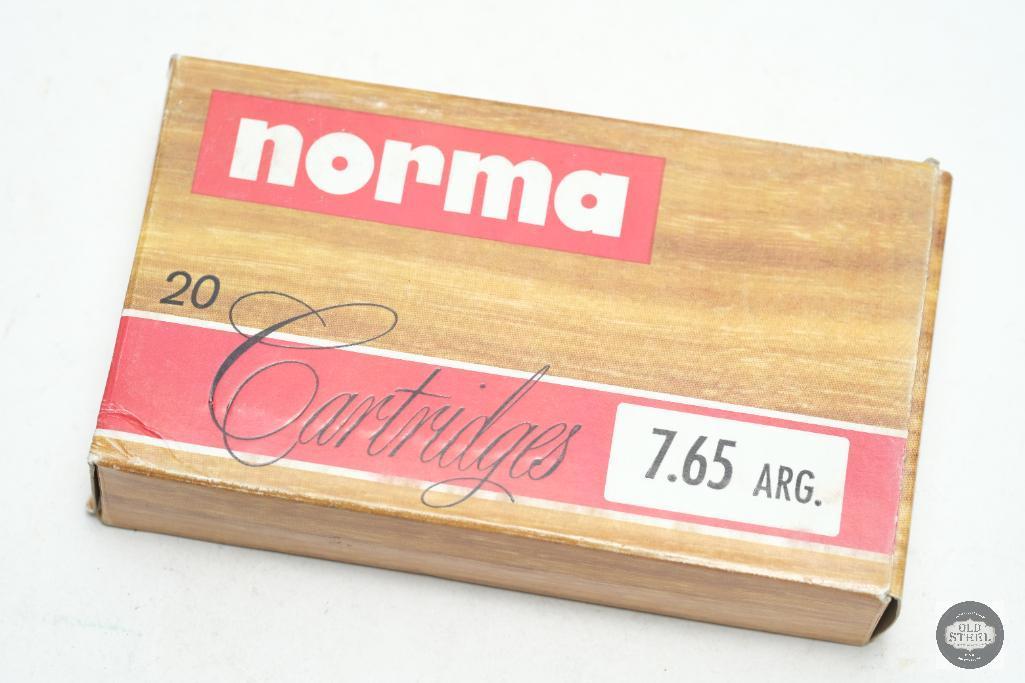 norma
20
Cartridges
7.65 ARG.
OLD
STEEL